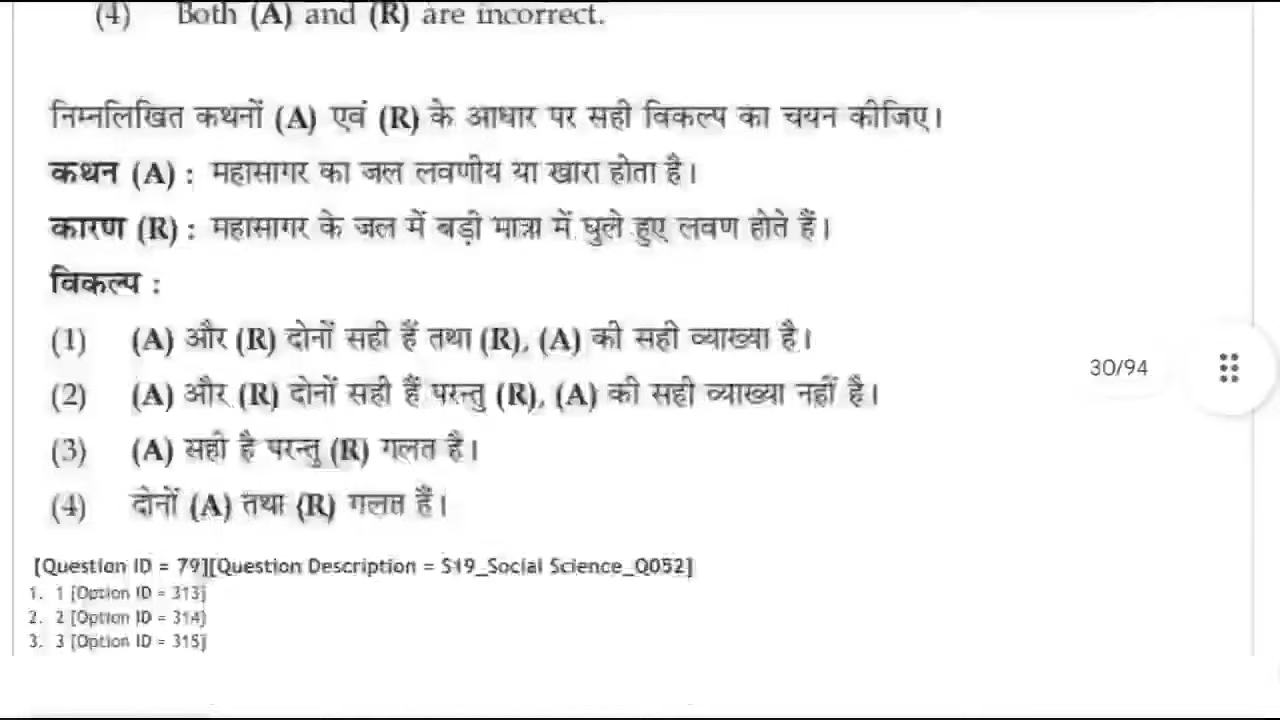 (4) Both (A) and (R) are incorrect.
निम्नलिखित कथनों (A) एवं (R) के आधार पर सही विकल्प का चयन कीजिए।
कथन (A) : महासागर का जल लवणीय या खारा होता है।
कारण (R) : महासागर के जल में बड़ी मात्रा में घुले हुए लवण होते हैं।
विकल्प :
(1) (A) और (R) दोनों सही हैं तथा (R), (A) की सही व्याख्या है।
(2) (A) और (R) दोनों सही हैं परन्तु (R), (A) की सही व्याख्या नहीं है।
30/94
(3) (A) सही है परन्तु (R) गलत है।
(4) दोनों (A) तथा (R) गलत हैं।
[Question ID = 79][Question Description = S19_Social Science_Q052]
1. 1 [Option ID = 313]
2. 2 [Option ID = 314]
3. 3 [Option ID = 315]